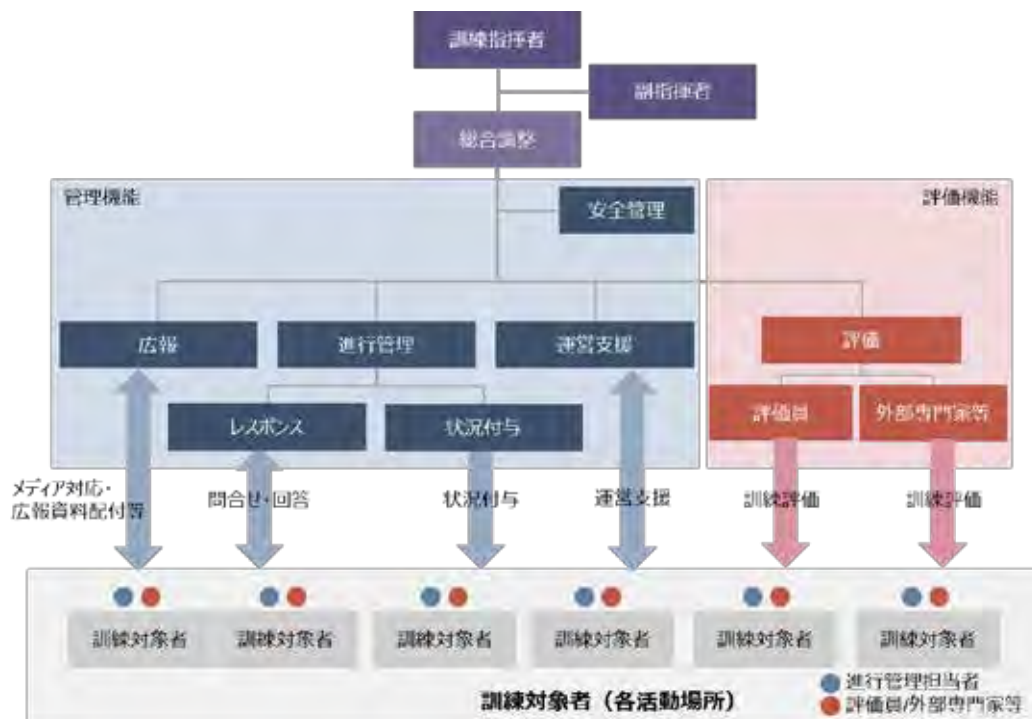 訓練指揮者
副指揮者
総合調整
管理機能
評価機能
安全管理
広報
進行管理
運営支援
評価
レスポンス
状況付与
評価員
外部専門家等
メディア対応・
広報資料配付等
問合せ・回答
状況付与
運営支援
訓練評価
訓練評価
訓練対象者
訓練対象者
訓練対象者
訓練対象者
訓練対象者
訓練対象者
訓練対象者（各活動場所）
進行管理担当者
評価員/外部専門家等